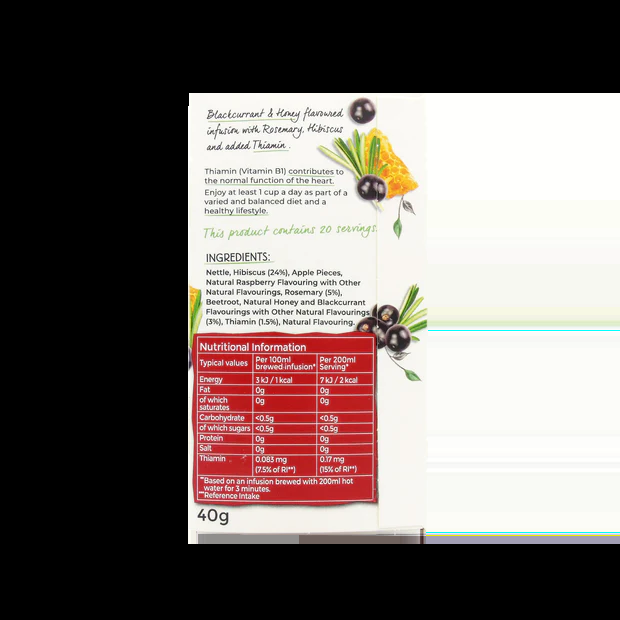 Blackcurrant & Honey flavoured
infusion with Rosemary, Hibiscus
and added Thiamin.
Thiamin (Vitamin B1) contributes to
the normal function of the heart.
Enjoy at least 1 cup a day as part of a
varied and balanced diet and a
healthy lifestyle.
This product contains 20 servings.
INGREDIENTS:
Nettle, Hibiscus (24%), Apple Pieces,
Natural Raspberry Flavouring with Other
Natural Flavourings, Rosemary (5%),
Beetroot, Natural Honey and Blackcurrant
Flavourings with Other Natural Flavourings
(3%), Thiamin (1.5%), Natural Flavouring.
Nutritional Information
Typical values Per 100ml brewed infusion* Per 200ml Serving*
Energy 3 kJ / 1 kcal 7 kJ / 2 kcal
Fat 0g 0g
of which saturates 0g 0g
Carbohydrate <0.5g <0.5g
of which sugars <0.5g <0.5g
Protein 0g 0g
Salt 0g 0g
Thiamin 0.083 mg 0.17 mg
(7.5% of RI**) (15% of RI**)
*Based on an infusion brewed with 200ml hot
water for 3 minutes.
**Reference Intake
40g